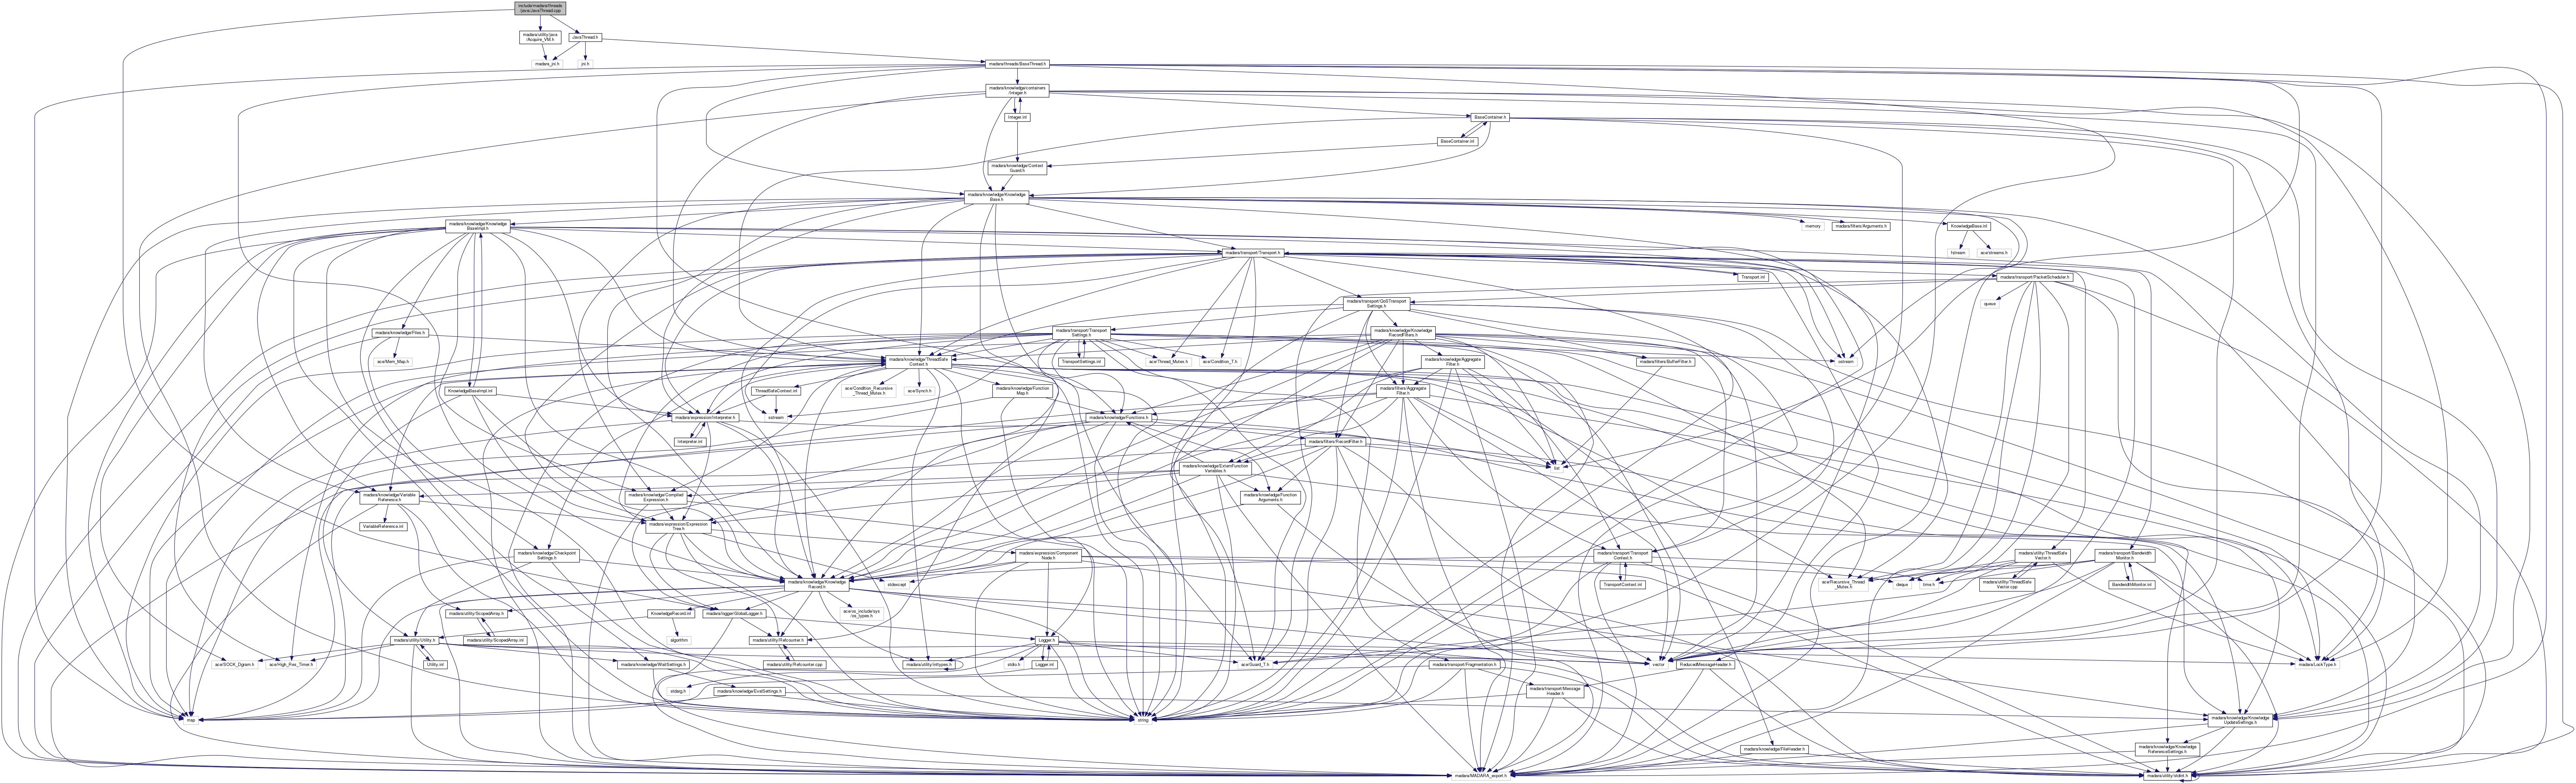 include/madara/threads
/java/JavaThread.cpp
madara/utility/java
/Acquire_VM.h
JavaThread.h
madara_jni.h
jni.h
madara/threads/BaseThread.h
madara/knowledge/containers
/Integer.h
Integer.inl
BaseContainer.h
BaseContainer.inl
madara/knowledge/Context
Guard.h
madara/knowledge/Knowledge
Base.h
madara/knowledge/Knowledge
BaseImpl.h
memory
madara/filters/Arguments.h
KnowledgeBase.inl
madara/transport/Transport.h
fstream
ace/streams.h
Transport.inl
madara/transport/PacketScheduler.h
madara/transport/QoSTransport
Settings.h
queue
madara/knowledge/Files.h
madara/transport/Transport
Settings.h
madara/knowledge/Knowledge
RecordFilters.h
ace/Mem_Map.h
madara/knowledge/ThreadSafe
Context.h
TransportSettings.inl
ace/Thread_Mutex.h
ace/Condition_T.h
madara/knowledge/Aggregate
Filter.h
madara/filters/BufferFilter.h
ostream
KnowledgeBaseImpl.inl
ThreadSafeContext.inl
ace/Condition_Recursive
_Thread_Mutex.h
ace/Synch.h
madara/knowledge/Function
Map.h
madara/filters/Aggregate
Filter.h
madara/expression/Interpreter.h
sstream
madara/knowledge/Functions.h
Interpreter.inl
madara/filters/RecordFilter.h
madara/knowledge/ExternFunction
Variables.h
list
madara/knowledge/Variable
Reference.h
madara/knowledge/Compiled
Expression.h
madara/knowledge/Function
Arguments.h
VariableReference.inl
madara/expression/Expression
Tree.h
madara/knowledge/Checkpoint
Settings.h
madara/expression/Component
Node.h
madara/transport/Transport
Context.h
madara/utility/ThreadSafe
Vector.h
madara/transport/Bandwidth
Monitor.h
madara/knowledge/Knowledge
Record.h
stdexcept
TransportContext.inl
ace/Recursive_Thread
_Mutex.h
deque
time.h
madara/utility/ThreadSafe
Vector.cpp
BandwidthMonitor.inl
madara/utility/ScopedArray.h
KnowledgeRecord.inl
madara/logger/GlobalLogger.h
ace/os_include/sys
/os_types.h
madara/utility/Utility.h
madara/utility/ScopedArray.inl
algorithm
madara/utility/Refcounter.h
Logger.h
ace/SOCK_Dgram.h
ace/High_Res_Timer.h
Utility.inl
madara/knowledge/WaitSettings.h
madara/utility/Refcounter.cpp
madara/utility/Inttypes.h
stdio.h
Logger.inl
ace/Guard_T.h
madara/transport/Fragmentation.h
vector
ReducedMessageHeader.h
madara/LockType.h
stdarg.h
madara/knowledge/EvalSettings.h
madara/transport/Message
Header.h
map
string
madara/knowledge/Knowledge
UpdateSettings.h
madara/knowledge/FileHeader.h
madara/knowledge/Knowledge
ReferenceSettings.h
madara/MADARA_export.h
madara/utility/stdint.h